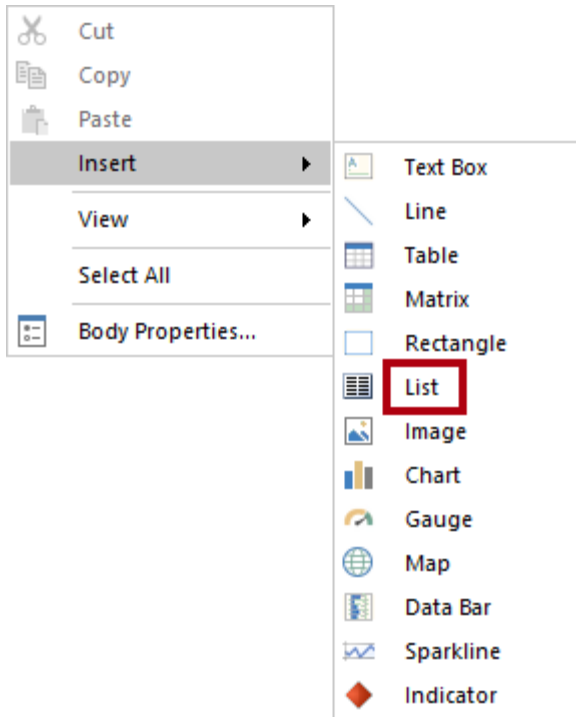 Cut
Copy
Paste
Insert
View
Select All
Body Properties...
Text Box
Line
Table
Matrix
Rectangle
List
Image
Chart
Gauge
Map
Data Bar
Sparkline
Indicator